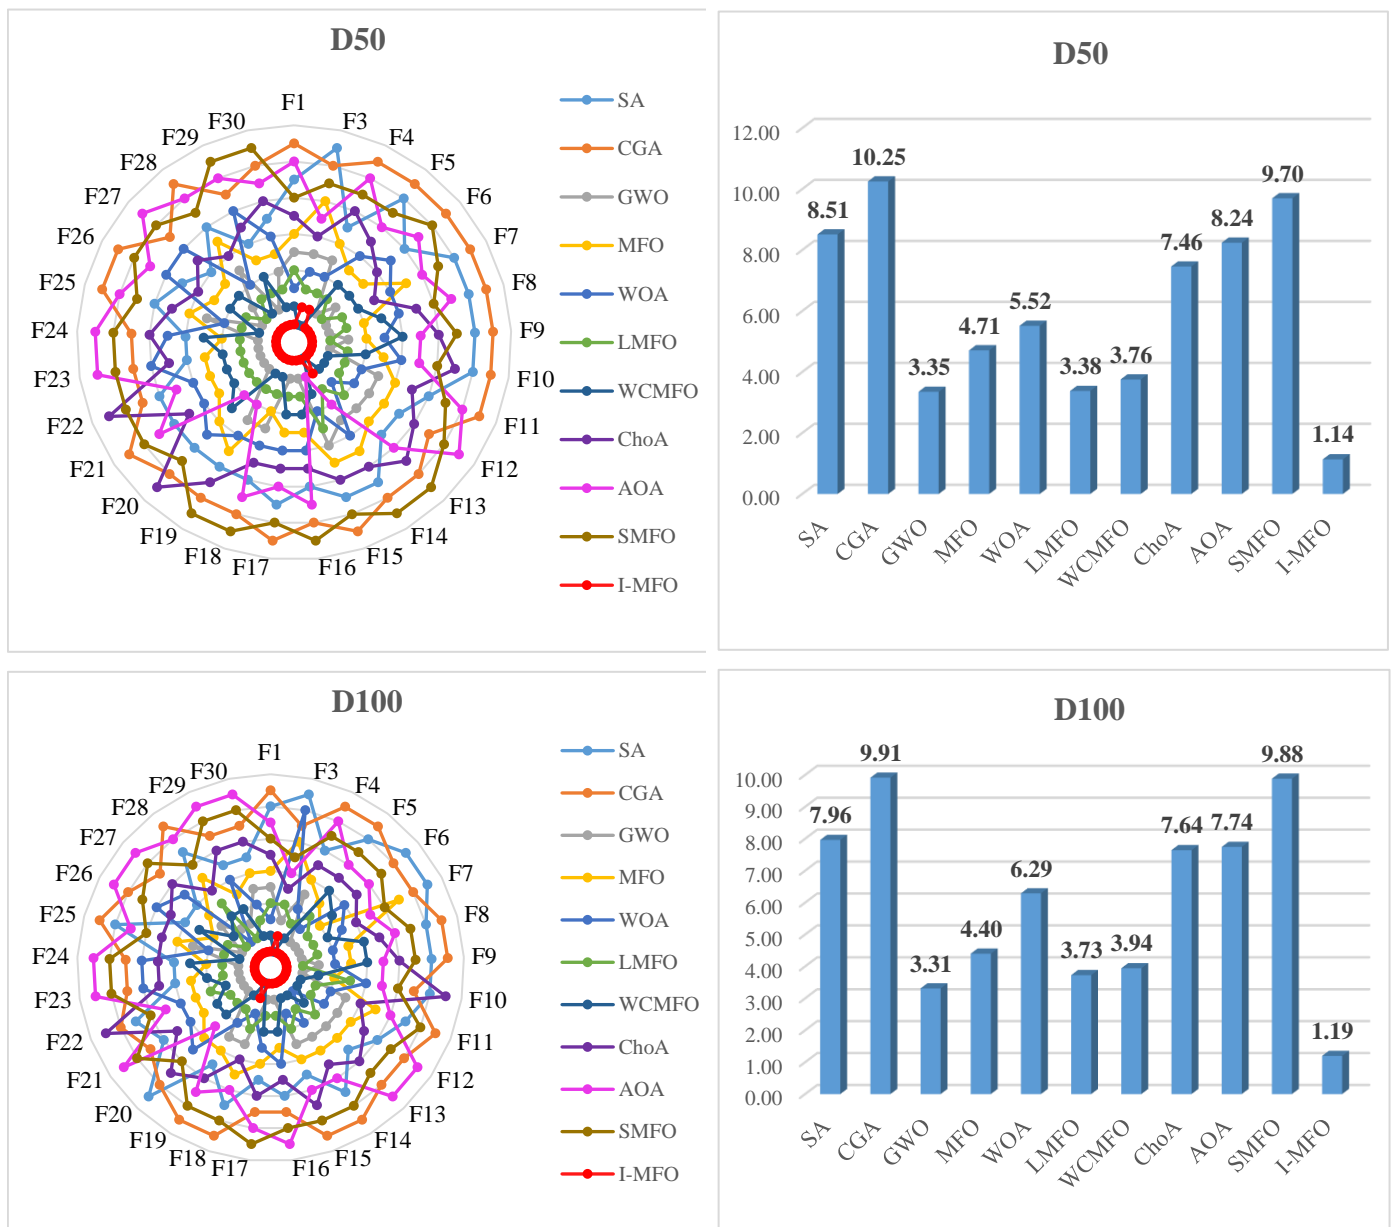 D50
F1
F3
F4
F5
F6
F7
F8
F9
F10
F11
F12
F13
F14
F15
F16
F17
F18
F19
F20
F21
F22
F23
F24
F25
F26
F27
F28
F29
F30
SA
CGA
GWO
MFO
WOA
LMFO
WCMFO
ChoA
AOA
SMFO
I-MFO
D50
12.00
10.00
8.00
6.00
4.00
2.00
0.00
8.51
10.25
3.35
4.71
5.52
3.38
3.76
7.46
8.24
9.70
1.14
SA
CGA
GWO
MFO
WOA
LMFO
WCMFO
ChoA
AOA
SMFO
I-MFO
D100
F1
F3
F4
F5
F6
F7
F8
F9
F10
F11
F12
F13
F14
F15
F16
F17
F18
F19
F20
F21
F22
F23
F24
F25
F26
F27
F28
F29
F30
SA
CGA
GWO
MFO
WOA
LMFO
WCMFO
ChoA
AOA
SMFO
I-MFO
D100
10.00
9.00
8.00
7.00
6.00
5.00
4.00
3.00
2.00
1.00
0.00
7.96
9.91
3.31
4.40
6.29
3.73
3.94
7.64
7.74
9.88
1.19
SA
CGA
GWO
MFO
WOA
LMFO
WCMFO
ChoA
AOA
SMFO
I-MFO